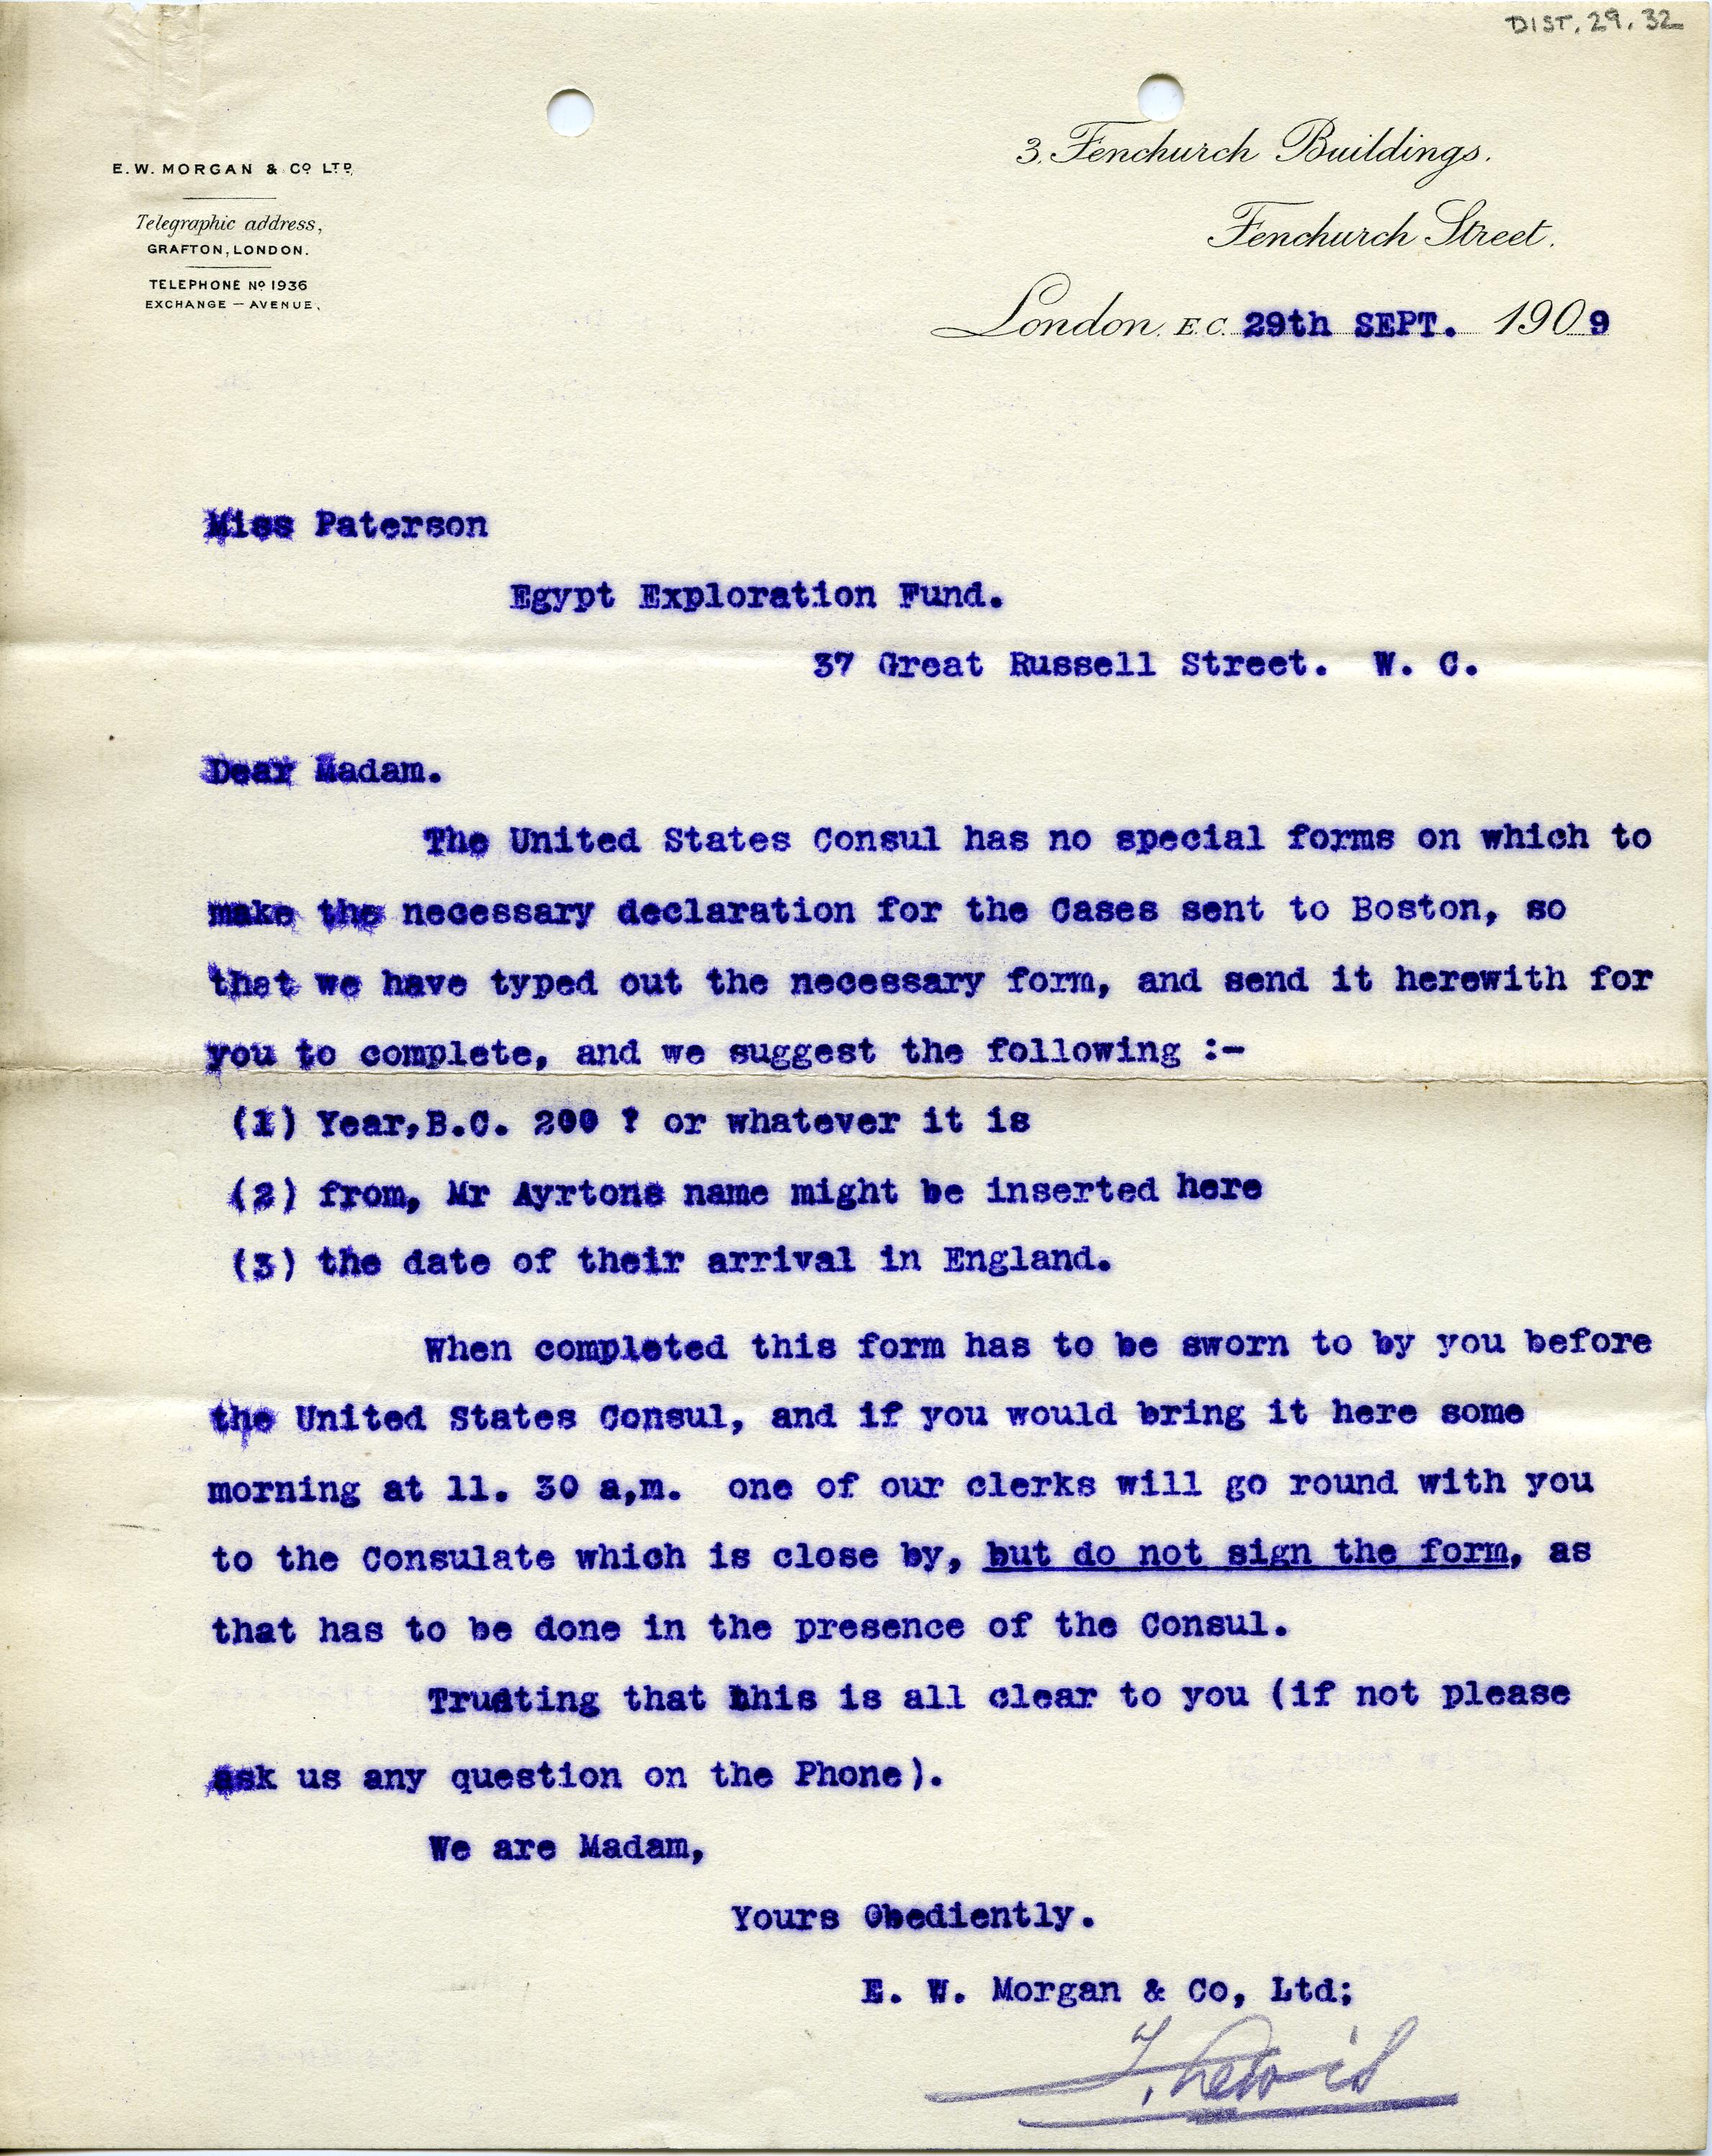 DIST. 29. 32
E. W. MORGAN & Cº LTD.
Telegraphic address,
GRAFTON, LONDON.
TELEPHONE Nº 1936
EXCHANGE — AVENUE.
3. Fenchurch Buildings.
Fenchurch Street.
London, E.C. 29th SEPT. 1909
Miss Paterson
Egypt Exploration Fund.
37 Great Russell Street. W. C.
Dear Madam.
The United States Consul has no special forms on which to
make the necessary declaration for the Cases sent to Boston, so
that we have typed out the necessary form, and send it herewith for
you to complete, and we suggest the following :-
(1) Year,B.C. 200 ? or whatever it is
(2) from, Mr Ayrtons name might be inserted here
(3) the date of their arrival in England.
When completed this form has to be sworn to by you before
the United States Consul, and if you would bring it here some
morning at 11. 30 a,m. one of our clerks will go round with you
to the Consulate which is close by, but do not sign the form, as
that has to be done in the presence of the Consul.
Trusting that this is all clear to you (if not please
ask us any question on the Phone).
We are Madam,
Yours Obediently.
E. W. Morgan & Co, Ltd;